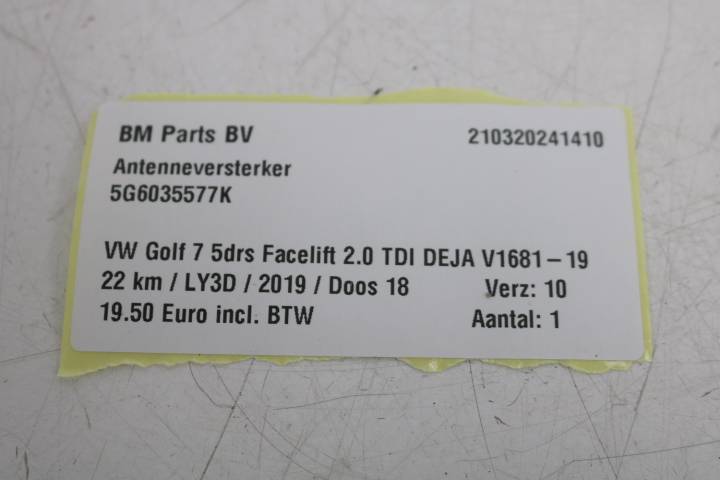 BM Parts BV 210320241410
Antenneversterker
5G6035577K
VW Golf 7 5drs Facelift 2.0 TDI DEJA V1681-19
22 km / LY3D / 2019 / Doos 18 Verz: 10
19.50 Euro incl. BTW Aantal: 1